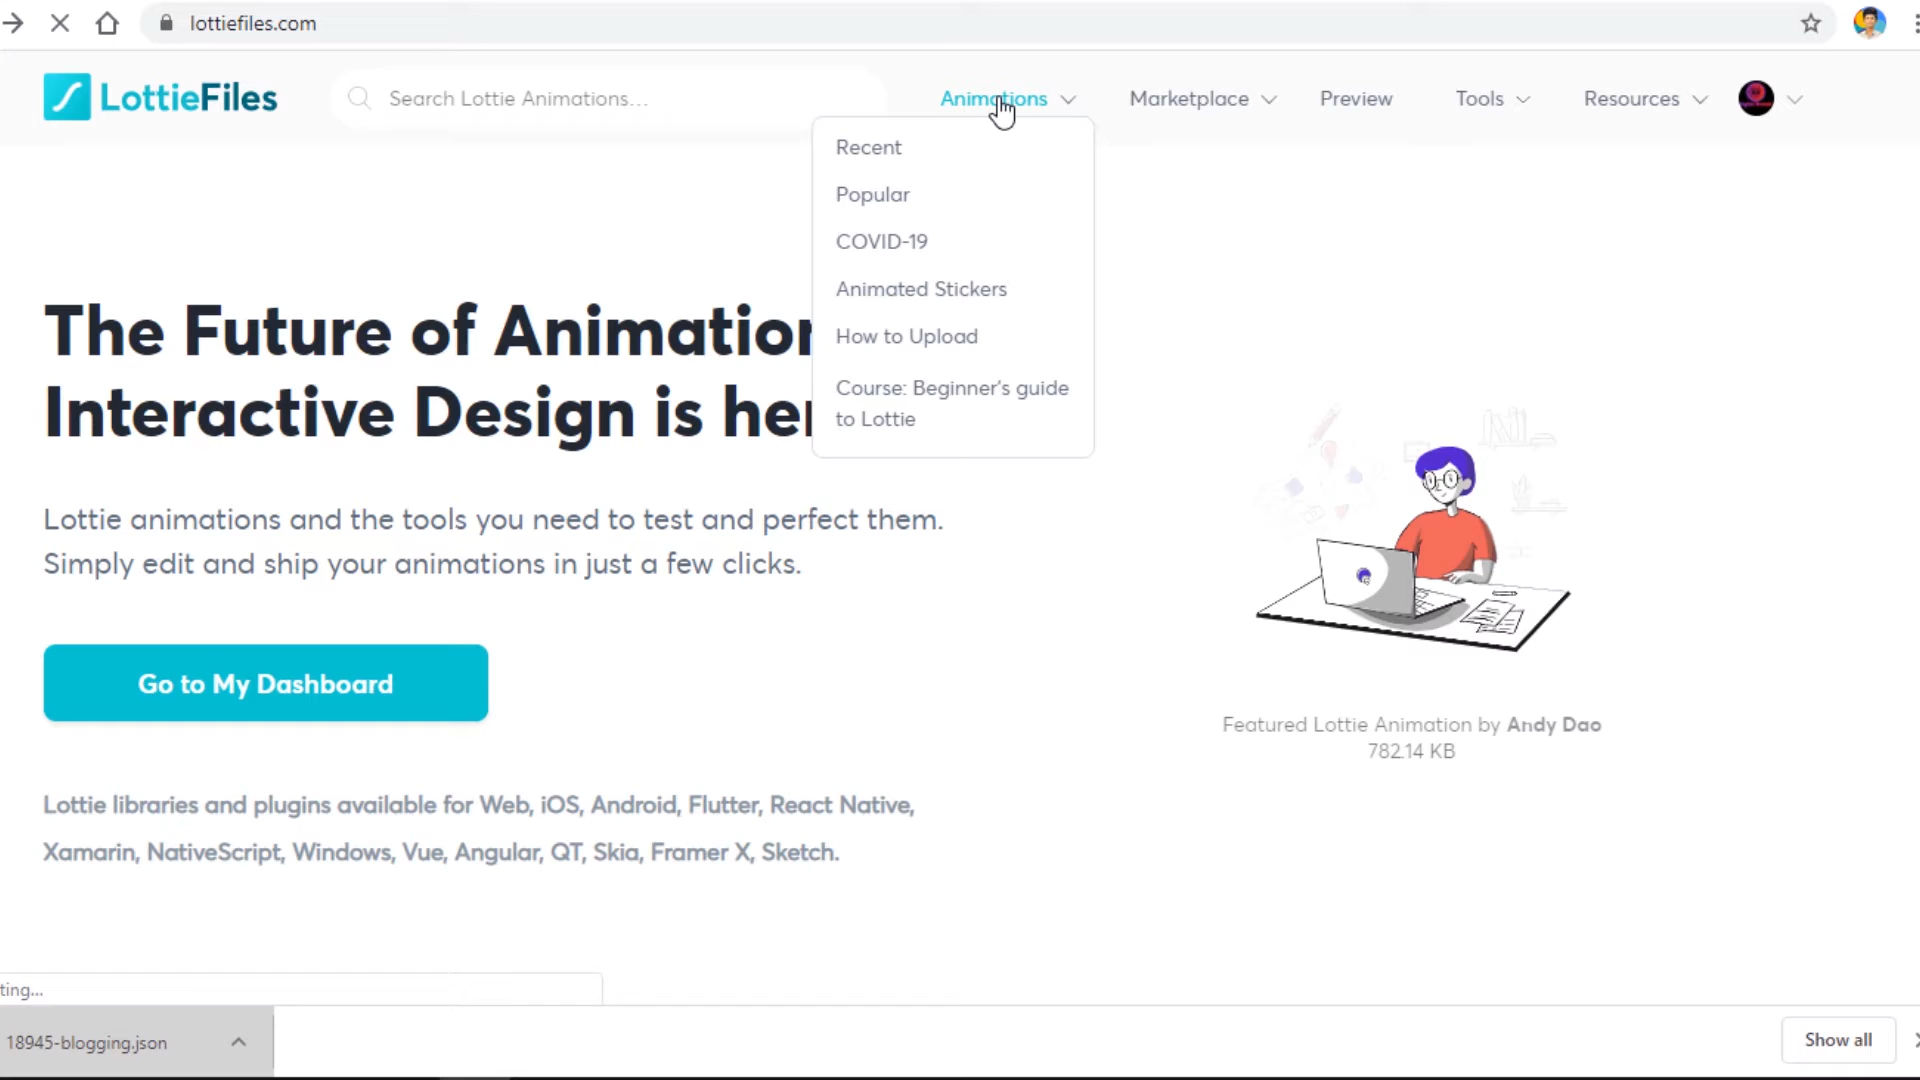 lottiefiles.com
LottieFiles
Search Lottie Animations...
Animations
Marketplace
Preview
Tools
Resources
Recent
Popular
COVID-19
Animated Stickers
How to Upload
Course: Beginner's guide
to Lottie
The Future of Animation
Interactive Design is her
Lottie animations and the tools you need to test and perfect them.
Simply edit and ship your animations in just a few clicks.
Go to My Dashboard
Featured Lottie Animation by Andy Dao
782.14 KB
Lottie libraries and plugins available for Web, iOS, Android, Flutter, React Native,
Xamarin, NativeScript, Windows, Vue, Angular, QT, Skia, Framer X, Sketch.
ting...
18945-blogging.json
Show all